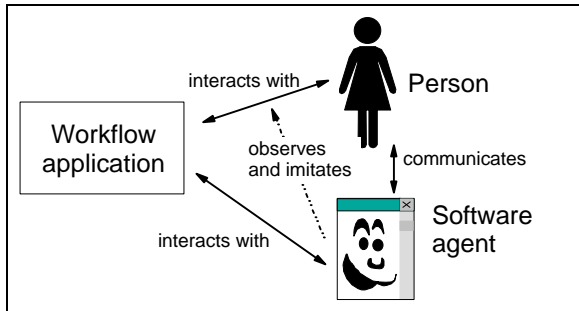 interacts with
Person
Workflow
application
observes
and imitates
communicates
Software
agent
interacts with